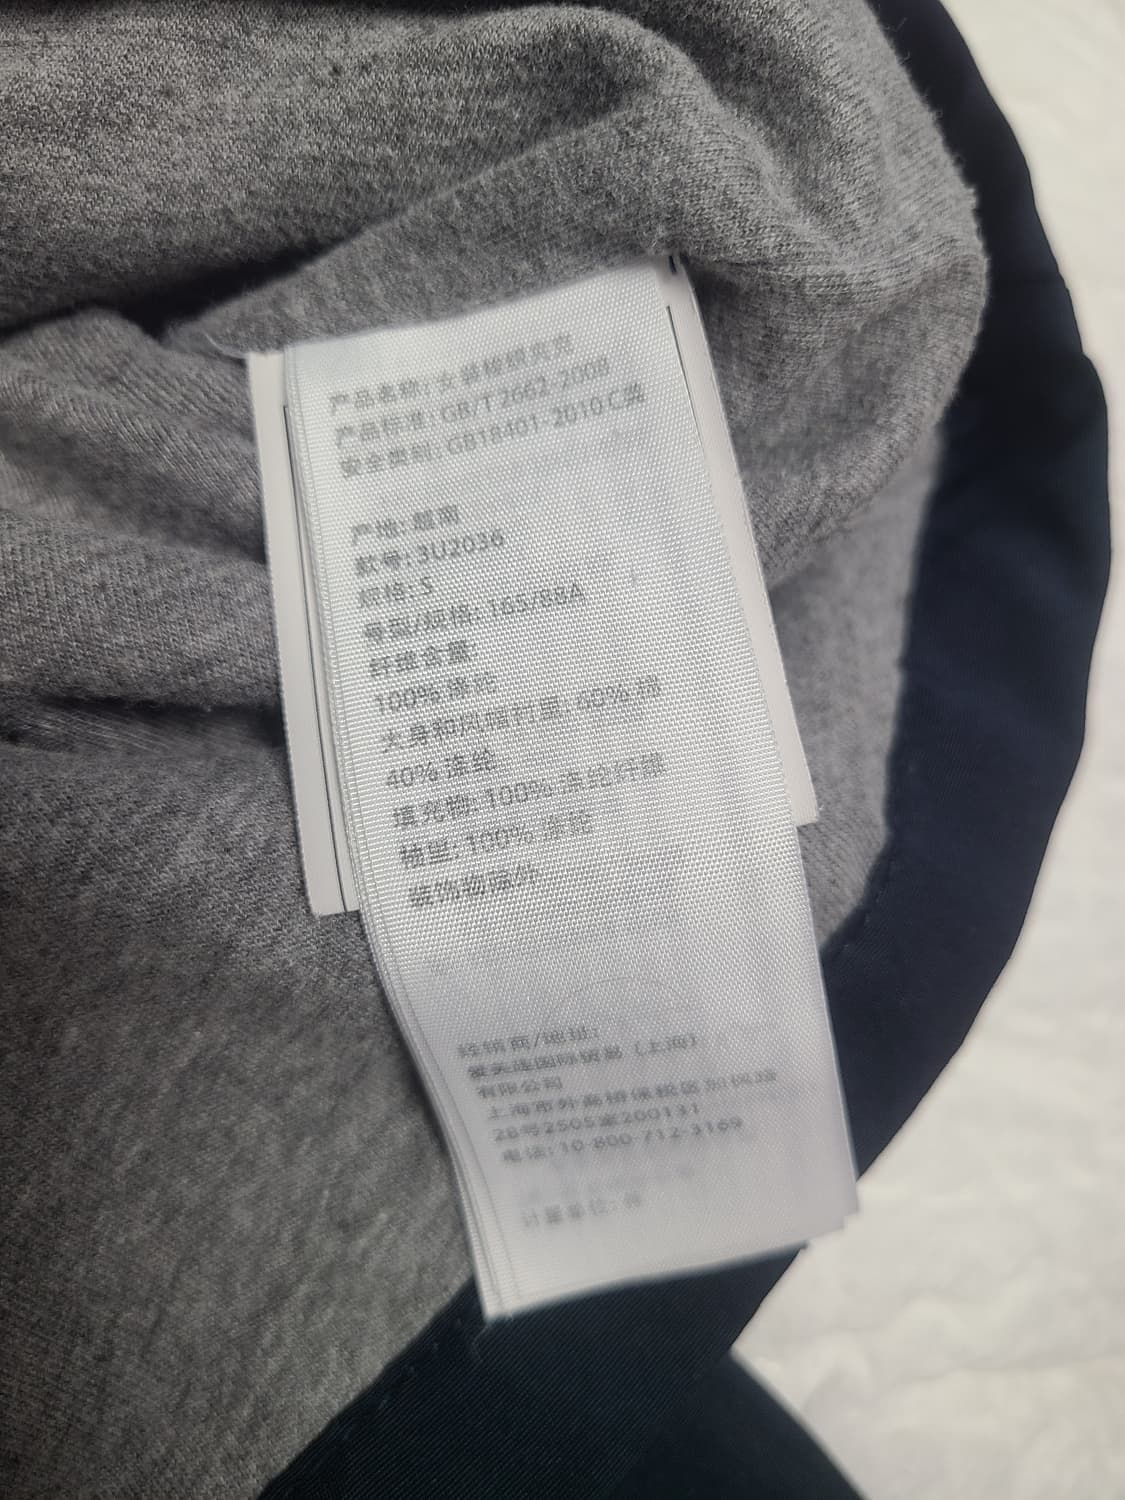 产品名称: 女装梭织夹克
产品标准: GB/T 2662-2008
安全类别: GB18401-2010 C类
产地: 越南
款号: 3U2036
规格: S
号型/规格: 165/88A
纤维含量
100% 涤纶
大身和风帽衬里: 60% 棉
40% 涤纶
填充物: 100% 涤纶纤维
袖里: 100% 涤纶
装饰物除外
经销商/地址:
国际贸易 (上海)
有限公司
上海市外高桥保税区
28号2505室200131
电话: 10-800-712-3169
计量单位: 件